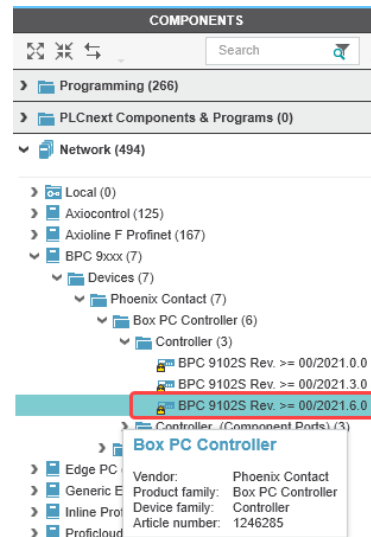 COMPONENTS
Search
Programming (266)
PLCnext Components & Programs (0)
Network (494)
Local (0)
Axiocontrol (125)
Axioline F Profinet (167)
BPC 9xxx (7)
Devices (7)
Phoenix Contact (7)
Box PC Controller (6)
Controller (3)
BPC 9102S Rev. >= 00/2021.0.0
BPC 9102S Rev. >= 00/2021.3.0
BPC 9102S Rev. >= 00/2021.6.0
Controller (Component Ports) (3)
Box PC Controller
Edge PC
Vendor: Phoenix Contact
Generic E
Product family: Box PC Controller
Inline Prof
Device family: Controller
Proficloud
Article number: 1246285